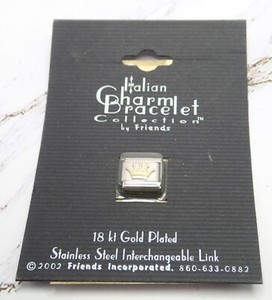 Italian
Charm
Bracelet
Collection™
by Friends
18 kt Gold Plated
Stainless Steel Interchangeable Link
©2002 Friends Incorporated. 860-633-0882